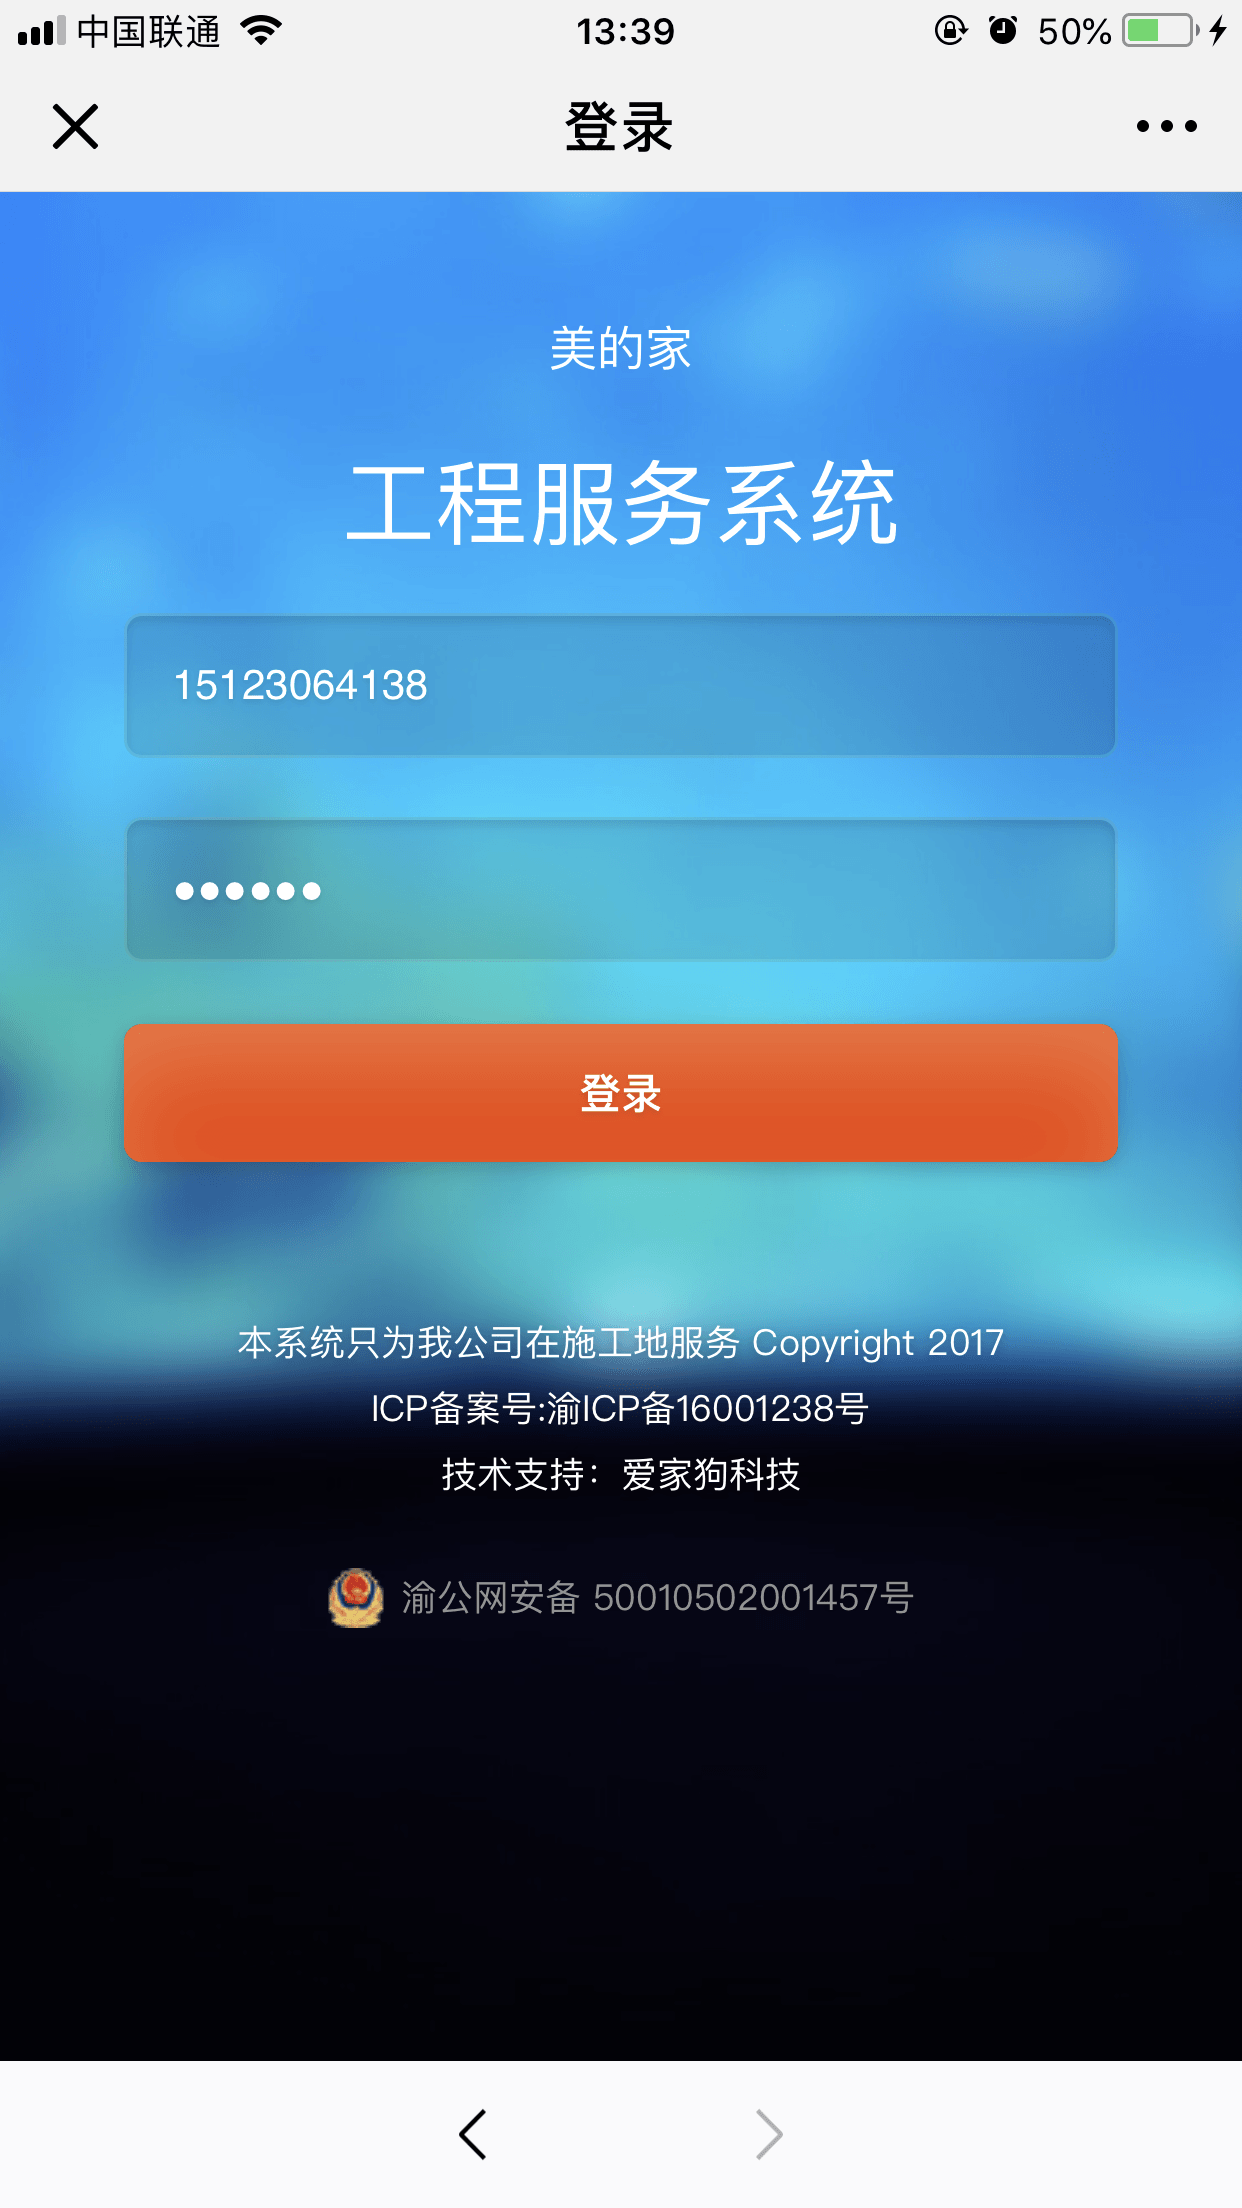 中国联通 13:39 50%
登录
美的家
工程服务系统
15123064138
••••••
登录
本系统只为我公司在施工地服务 Copyright 2017
ICP备案号:渝ICP备16001238号
技术支持：爱家狗科技
渝公网安备 50010502001457号